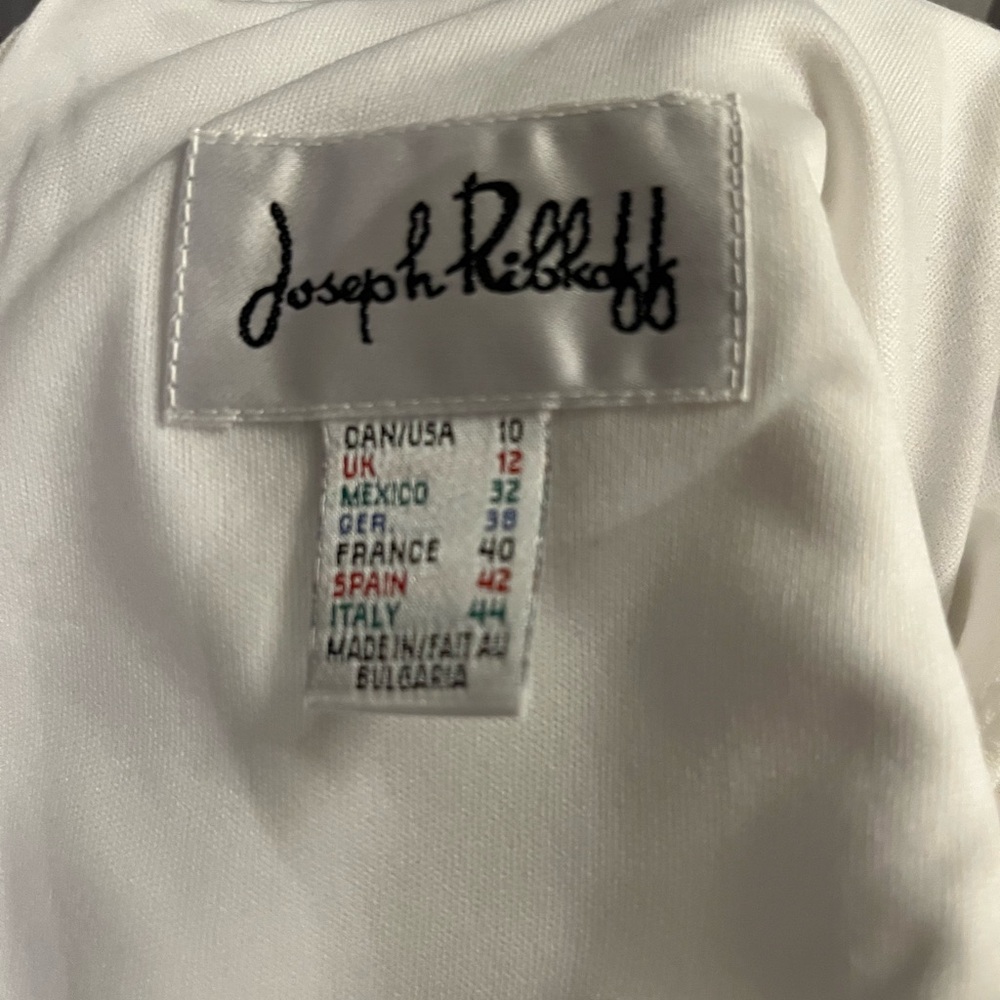 Joseph Ribkoff
CAN/USA 10
UK 12
MEXICO 32
GER. 38
FRANCE 40
SPAIN 42
ITALY 44
MADE IN/FAIT AU
BULGARIA